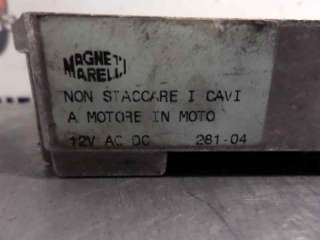 MAGNETI
MARELLI
NON STACCARE I CAVI
A MOTORE IN MOTO
12V AC DC 281-04